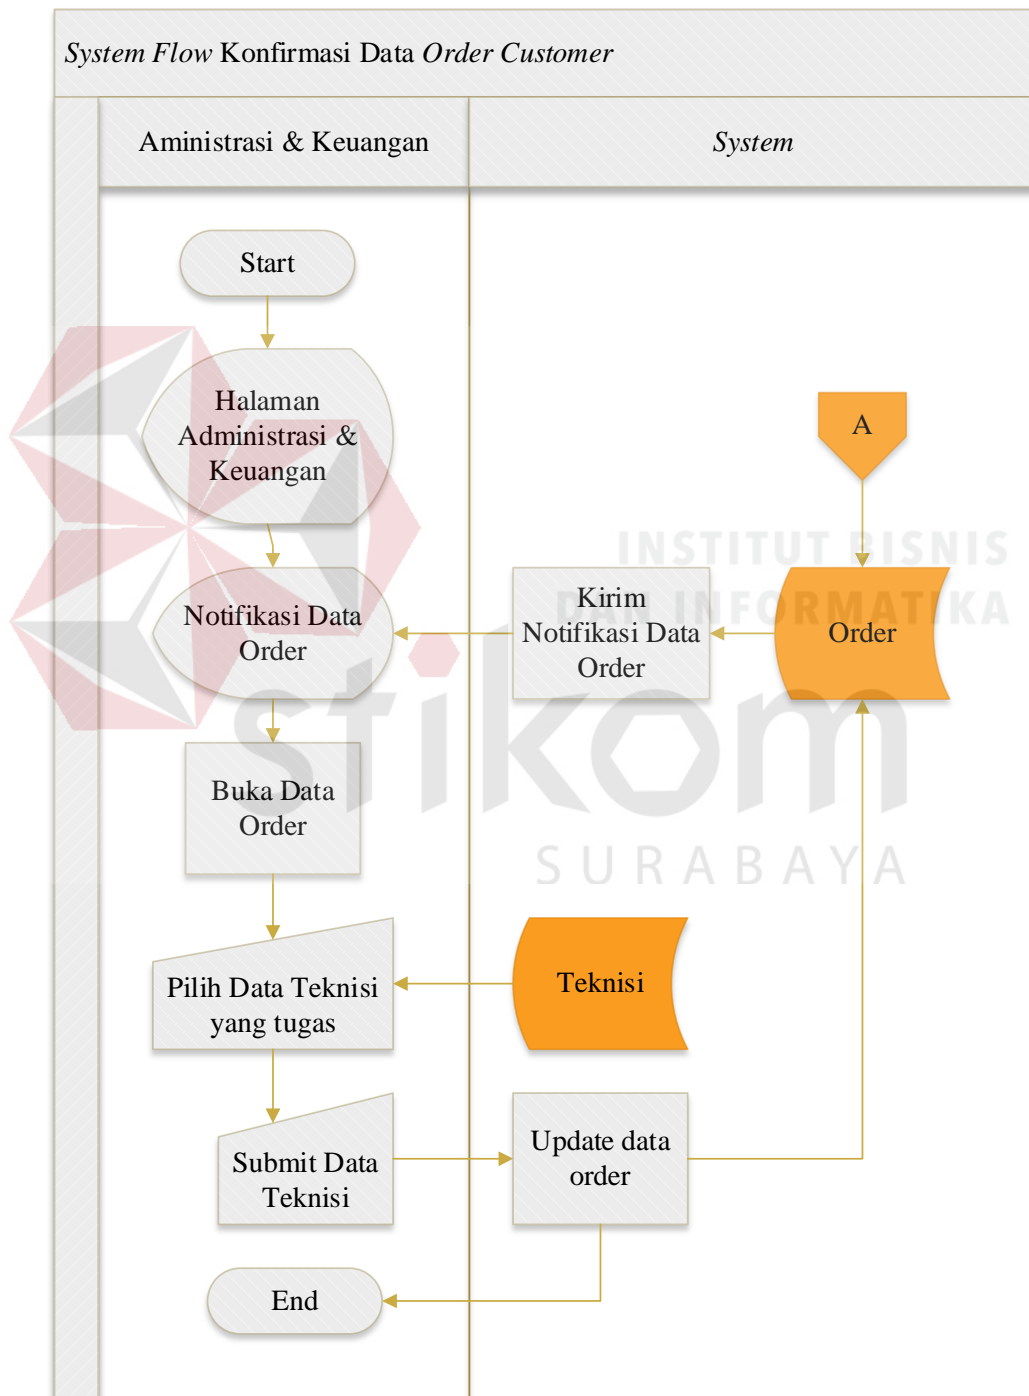 System Flow Konfirmasi Data Order Customer
Aministrasi & Keuangan
System
Start
Halaman
Administrasi &
Keuangan
A
INSTITUT BISNIS
DAN INFORMATIKA
Notifikasi Data
Order
Kirim
Notifikasi Data
Order
Order
stikom
SURABAYA
Buka Data
Order
Pilih Data Teknisi
yang tugas
Teknisi
Submit Data
Teknisi
Update data
order
End